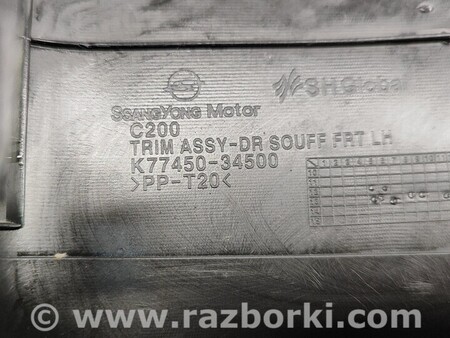 SSANGYONG MOTOR
SHGlobal
C200
TRIM ASSY-DR SOUFF FRT LH
K77450-34500
>PP-T20<
© www.razborki.com